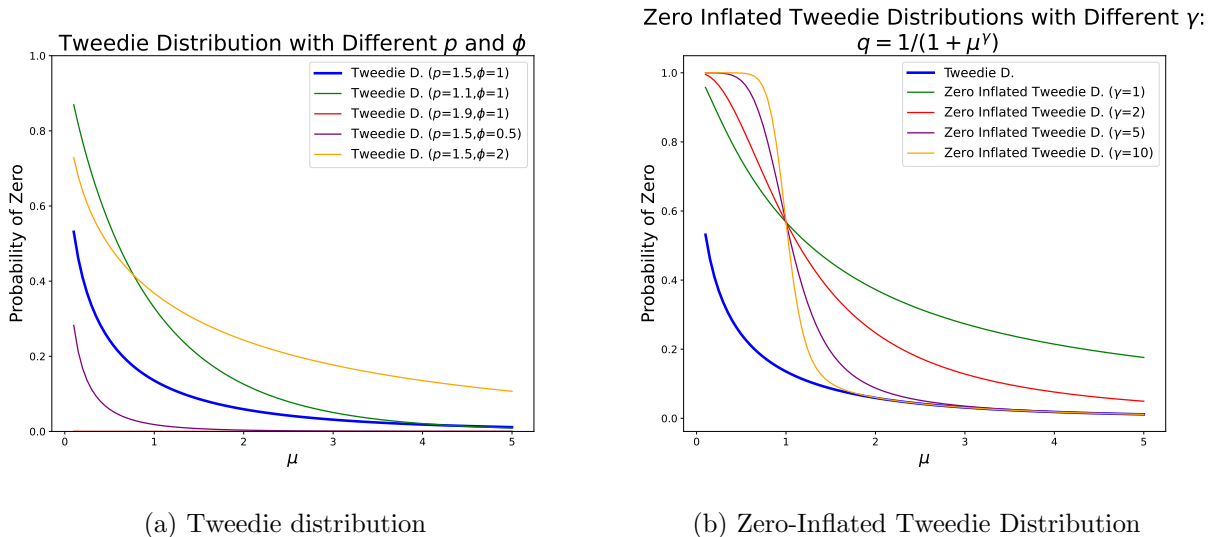 Tweedie Distribution with Different p and ϕ
Probability of Zero
1.0
0.8
0.6
0.4
0.2
0.0
0
1
2
3
4
5
μ
Tweedie D. (p=1.5,ϕ=1)
Tweedie D. (p=1.1,ϕ=1)
Tweedie D. (p=1.9,ϕ=1)
Tweedie D. (p=1.5,ϕ=0.5)
Tweedie D. (p=1.5,ϕ=2)
(a) Tweedie distribution
Zero Inflated Tweedie Distributions with Different γ:
q = 1/(1 + μ^γ)
Probability of Zero
1.0
0.8
0.6
0.4
0.2
0.0
0
1
2
3
4
5
μ
Tweedie D.
Zero Inflated Tweedie D. (γ=1)
Zero Inflated Tweedie D. (γ=2)
Zero Inflated Tweedie D. (γ=5)
Zero Inflated Tweedie D. (γ=10)
(b) Zero-Inflated Tweedie Distribution